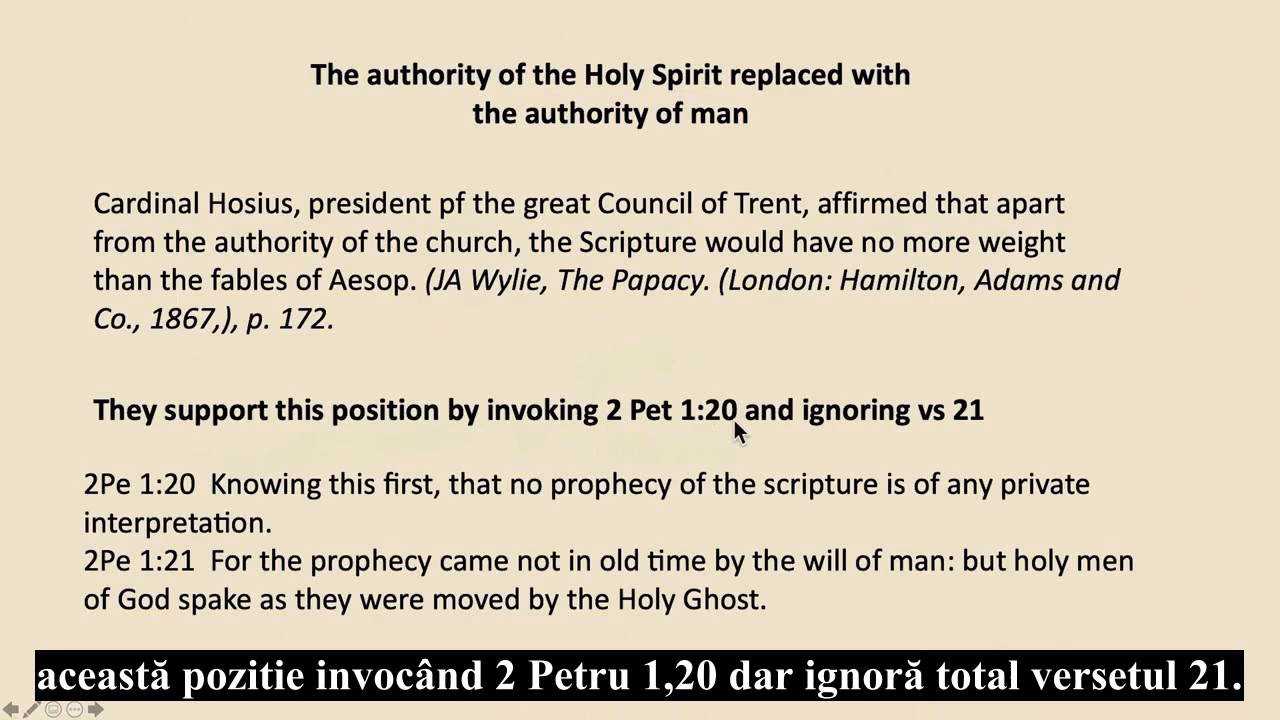 The authority of the Holy Spirit replaced with
the authority of man
Cardinal Hosius, president pf the great Council of Trent, affirmed that apart
from the authority of the church, the Scripture would have no more weight
than the fables of Aesop. (JA Wylie, The Papacy. (London: Hamilton, Adams and
Co., 1867,), p. 172.
They support this position by invoking 2 Pet 1:20 and ignoring vs 21
2Pe 1:20  Knowing this first, that no prophecy of the scripture is of any private
interpretation.
2Pe 1:21  For the prophecy came not in old time by the will of man: but holy men
of God spake as they were moved by the Holy Ghost.
această pozitie invocând 2 Petru 1,20 dar ignoră total versetul 21.